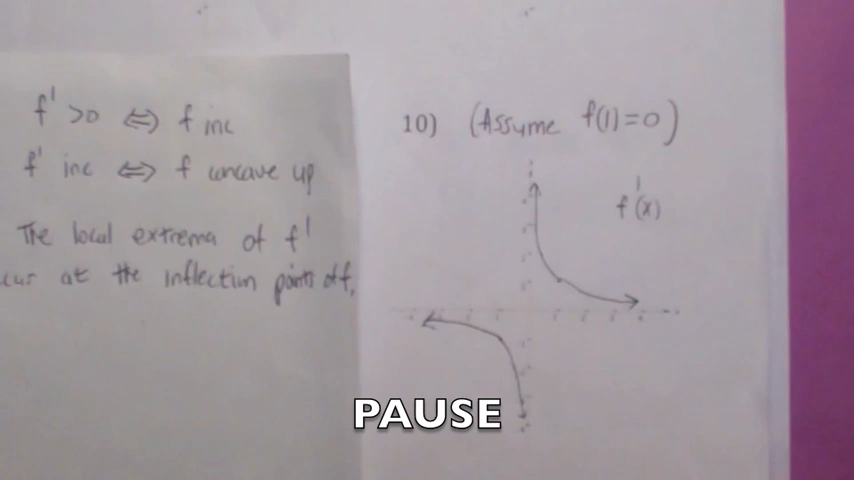 f' >0 ⇔ f inc
f' inc ⇔ f concave up
The local extrema of f'
at the inflection points of f.
10) (Assume f(1)=0)
f'(x)
PAUSE